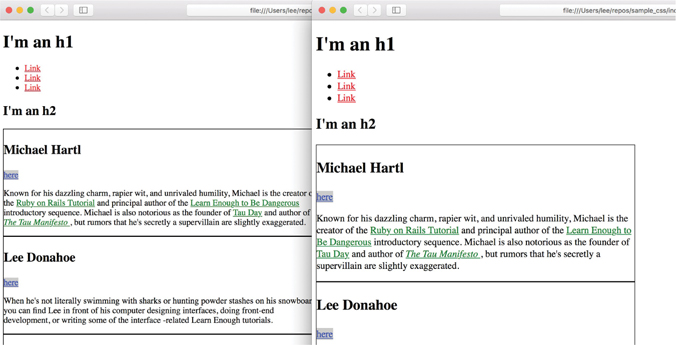 file:///Users/lee/repo
I'm an h1
Link
Link
Link
I'm an h2
Michael Hartl
here
Known for his dazzling charm, rapier wit, and unrivaled humility, Michael is the creator
the Ruby on Rails Tutorial and principal author of the Learn Enough to Be Dangerous
introductory sequence. Michael is also notorious as the founder of Tau Day and author of
The Tau Manifesto , but rumors that he's secretly a supervillain are slightly exaggerated.
Lee Donahoe
here
When he's not literally swimming with sharks or hunting powder stashes on his snowboar
you can find Lee in front of his computer designing interfaces, doing front-end
development, or writing some of the interface -related Learn Enough tutorials.
file:///Users/lee/repos/sample_css/in
I'm an h1
Link
Link
Link
I'm an h2
Michael Hartl
here
Known for his dazzling charm, rapier wit, and unrivaled humility, Michael is the
creator of the Ruby on Rails Tutorial and principal author of the Learn Enough to
Be Dangerous introductory sequence. Michael is also notorious as the founder of
Tau Day and author of The Tau Manifesto , but rumors that he's secretly a
supervillain are slightly exaggerated.
Lee Donahoe
here